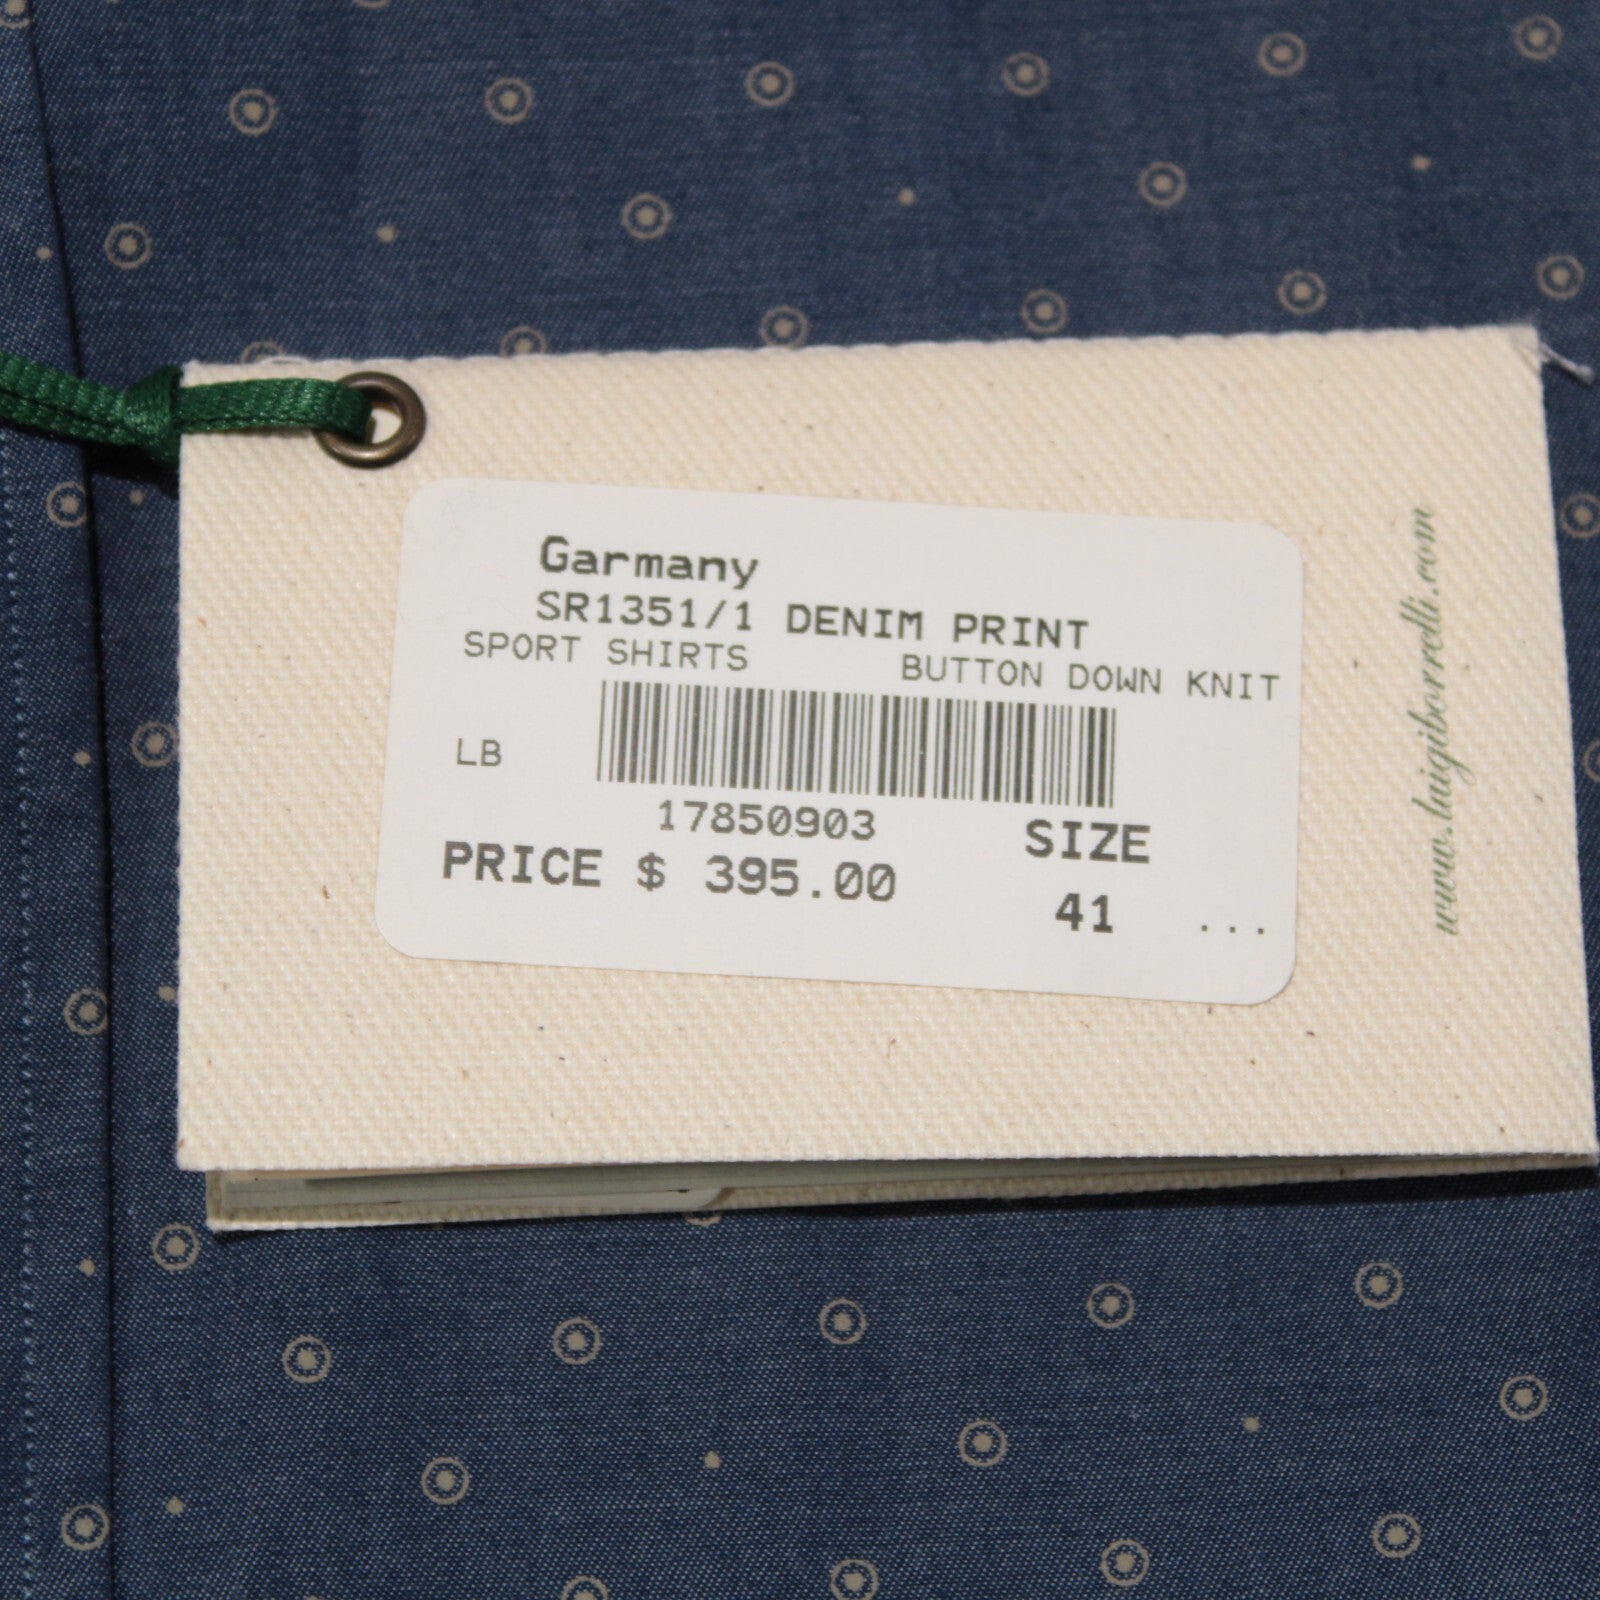 Garmany
SR1351/1 DENIM PRINT
SPORT SHIRTS BUTTON DOWN KNIT
LB
17850903
SIZE
PRICE $ 395.00
41 ...
www.luigiborrelli.com